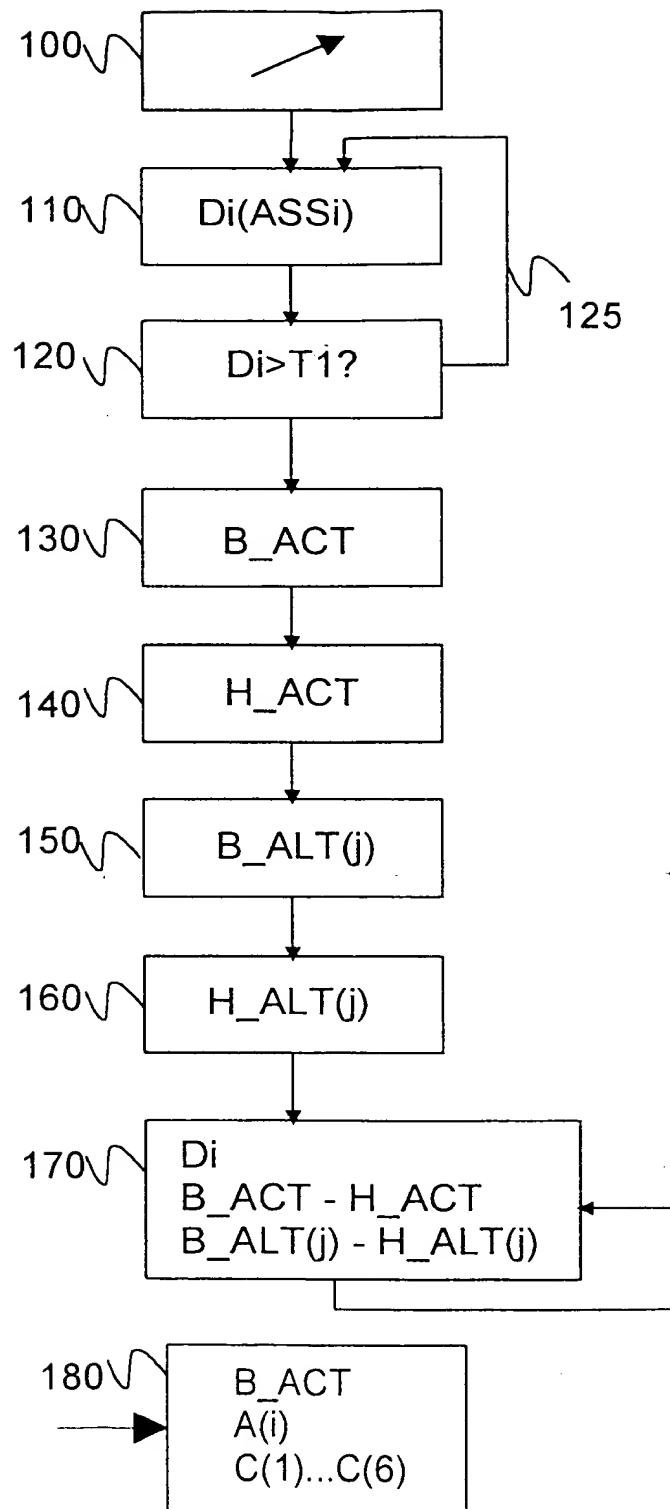 100
110
Di(ASSi)
125
120
Di>T1?
130
B_ACT
140
H_ACT
150
B_ALT(j)
160
H_ALT(j)
170
Di
B_ACT - H_ACT
B_ALT(j) - H_ALT(j)
180
B_ACT
A(i)
C(1)...C(6)